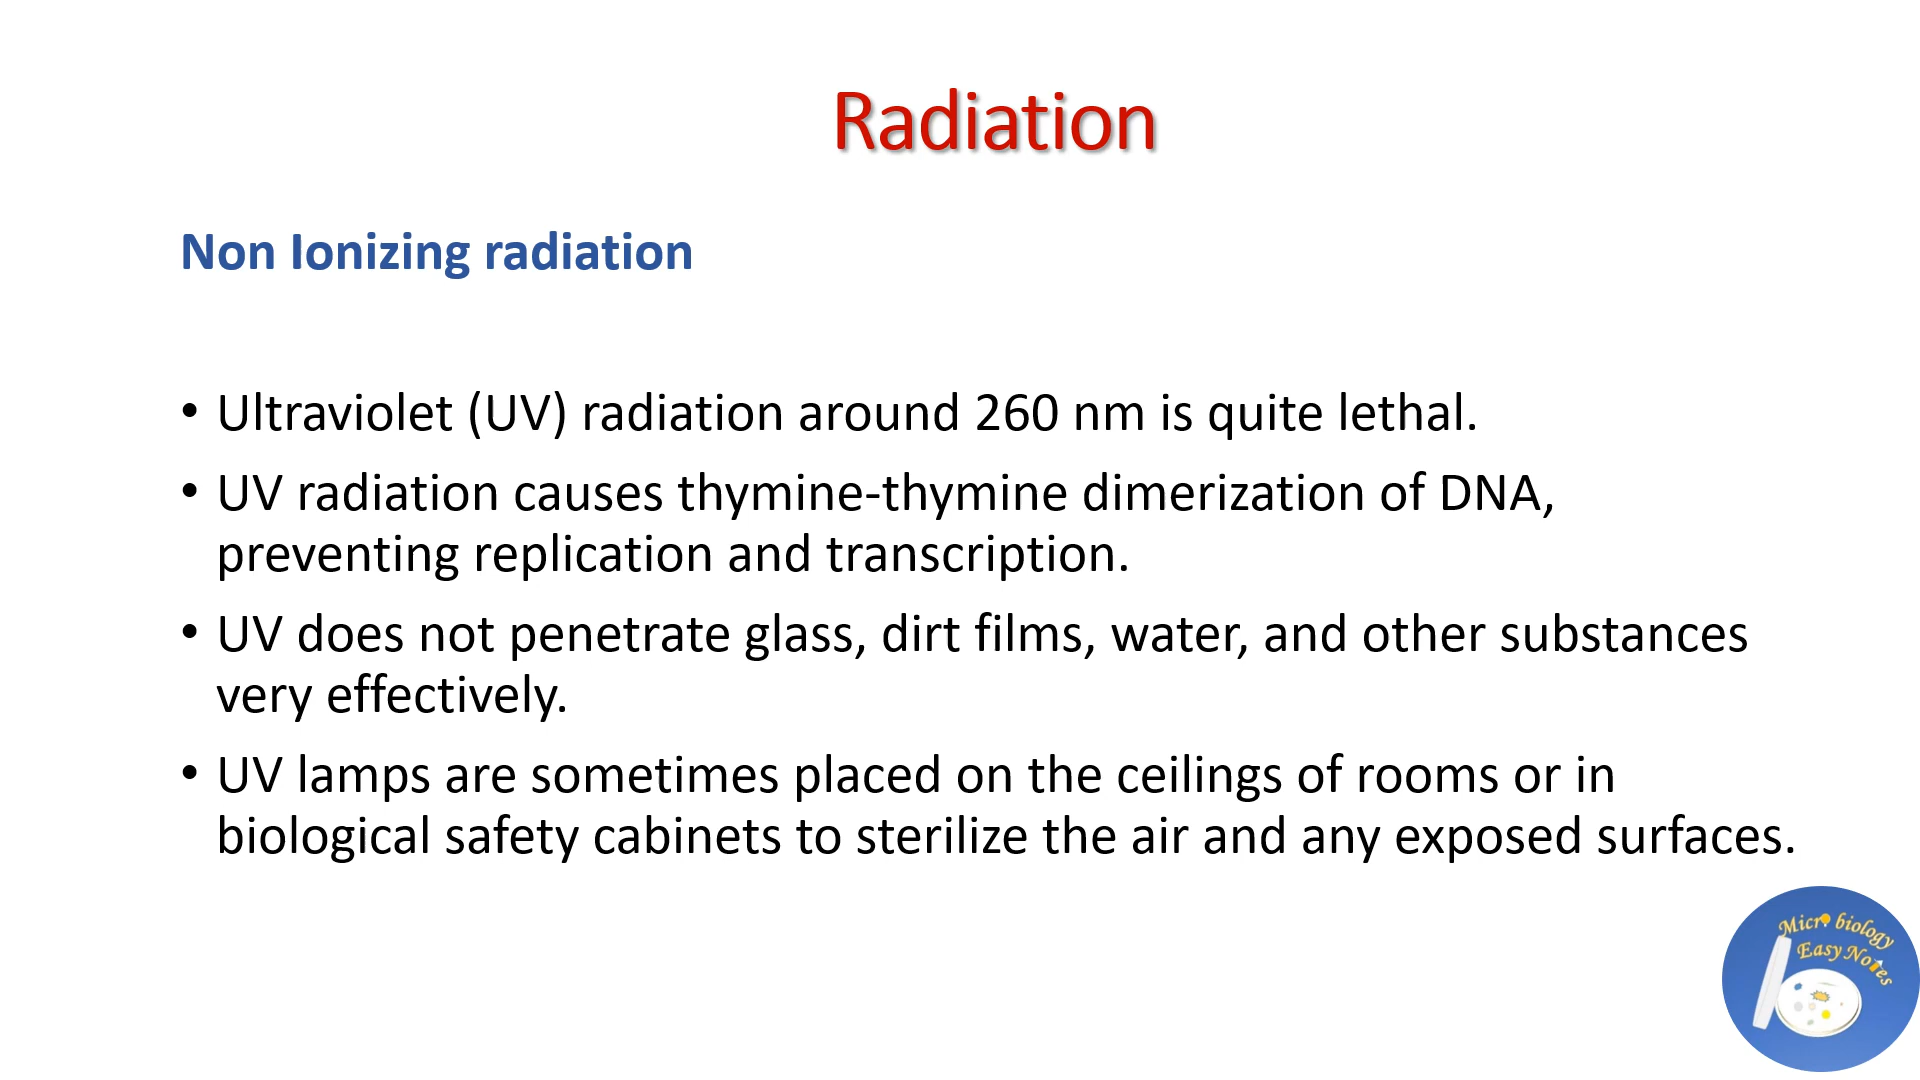 Radiation
Non Ionizing radiation
• Ultraviolet (UV) radiation around 260 nm is quite lethal.
• UV radiation causes thymine-thymine dimerization of DNA,
preventing replication and transcription.
• UV does not penetrate glass, dirt films, water, and other substances
very effectively.
• UV lamps are sometimes placed on the ceilings of rooms or in
biological safety cabinets to sterilize the air and any exposed surfaces.
Micro biology
Easy Notes